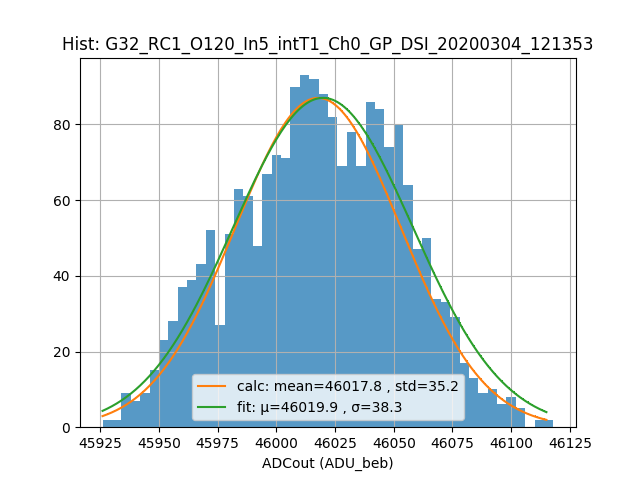 Hist: G32_RC1_O120_In5_intT1_Ch0_GP_DSI_20200304_121353
80
60
40
20
0
calc: mean=46017.8 , std=35.2
fit: μ=46019.9 , σ=38.3
45925 45950 45975 46000 46025 46050 46075 46100 46125
ADCout (ADU_beb)